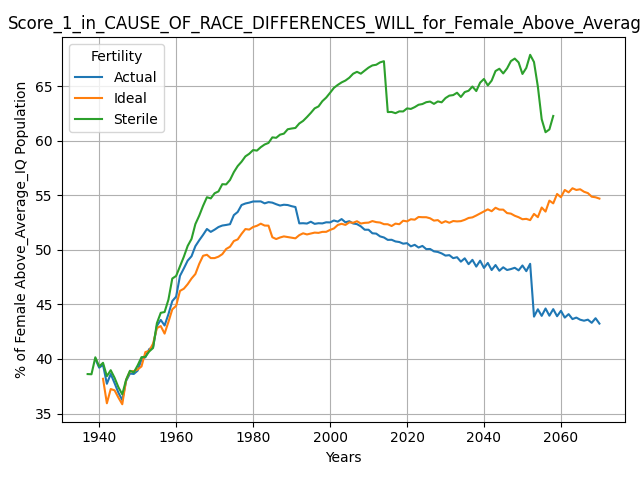 Score_1_in_CAUSE_OF_RACE_DIFFERENCES_WILL_for_Female_Above_Averag
% of Female Above_Average_IQ Population
Fertility
Actual
Ideal
Sterile
65
60
55
50
45
40
35
1940 1960 1980 2000 2020 2040 2060
Years